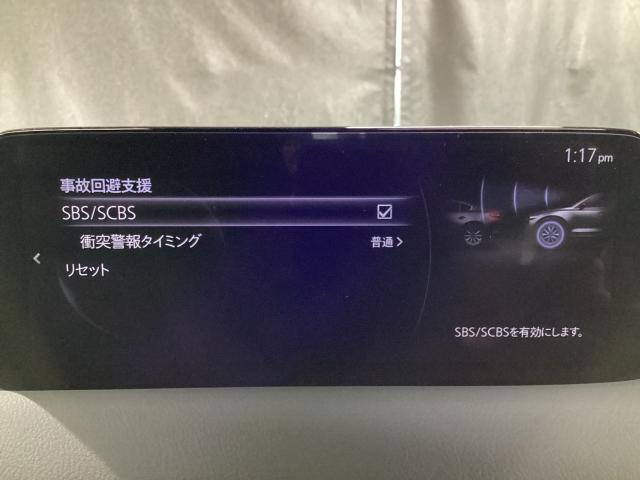 1:17pm
事故回避支援
SBS/SCBS
衝突警報タイミング 普通
リセット
SBS/SCBSを有効にします。